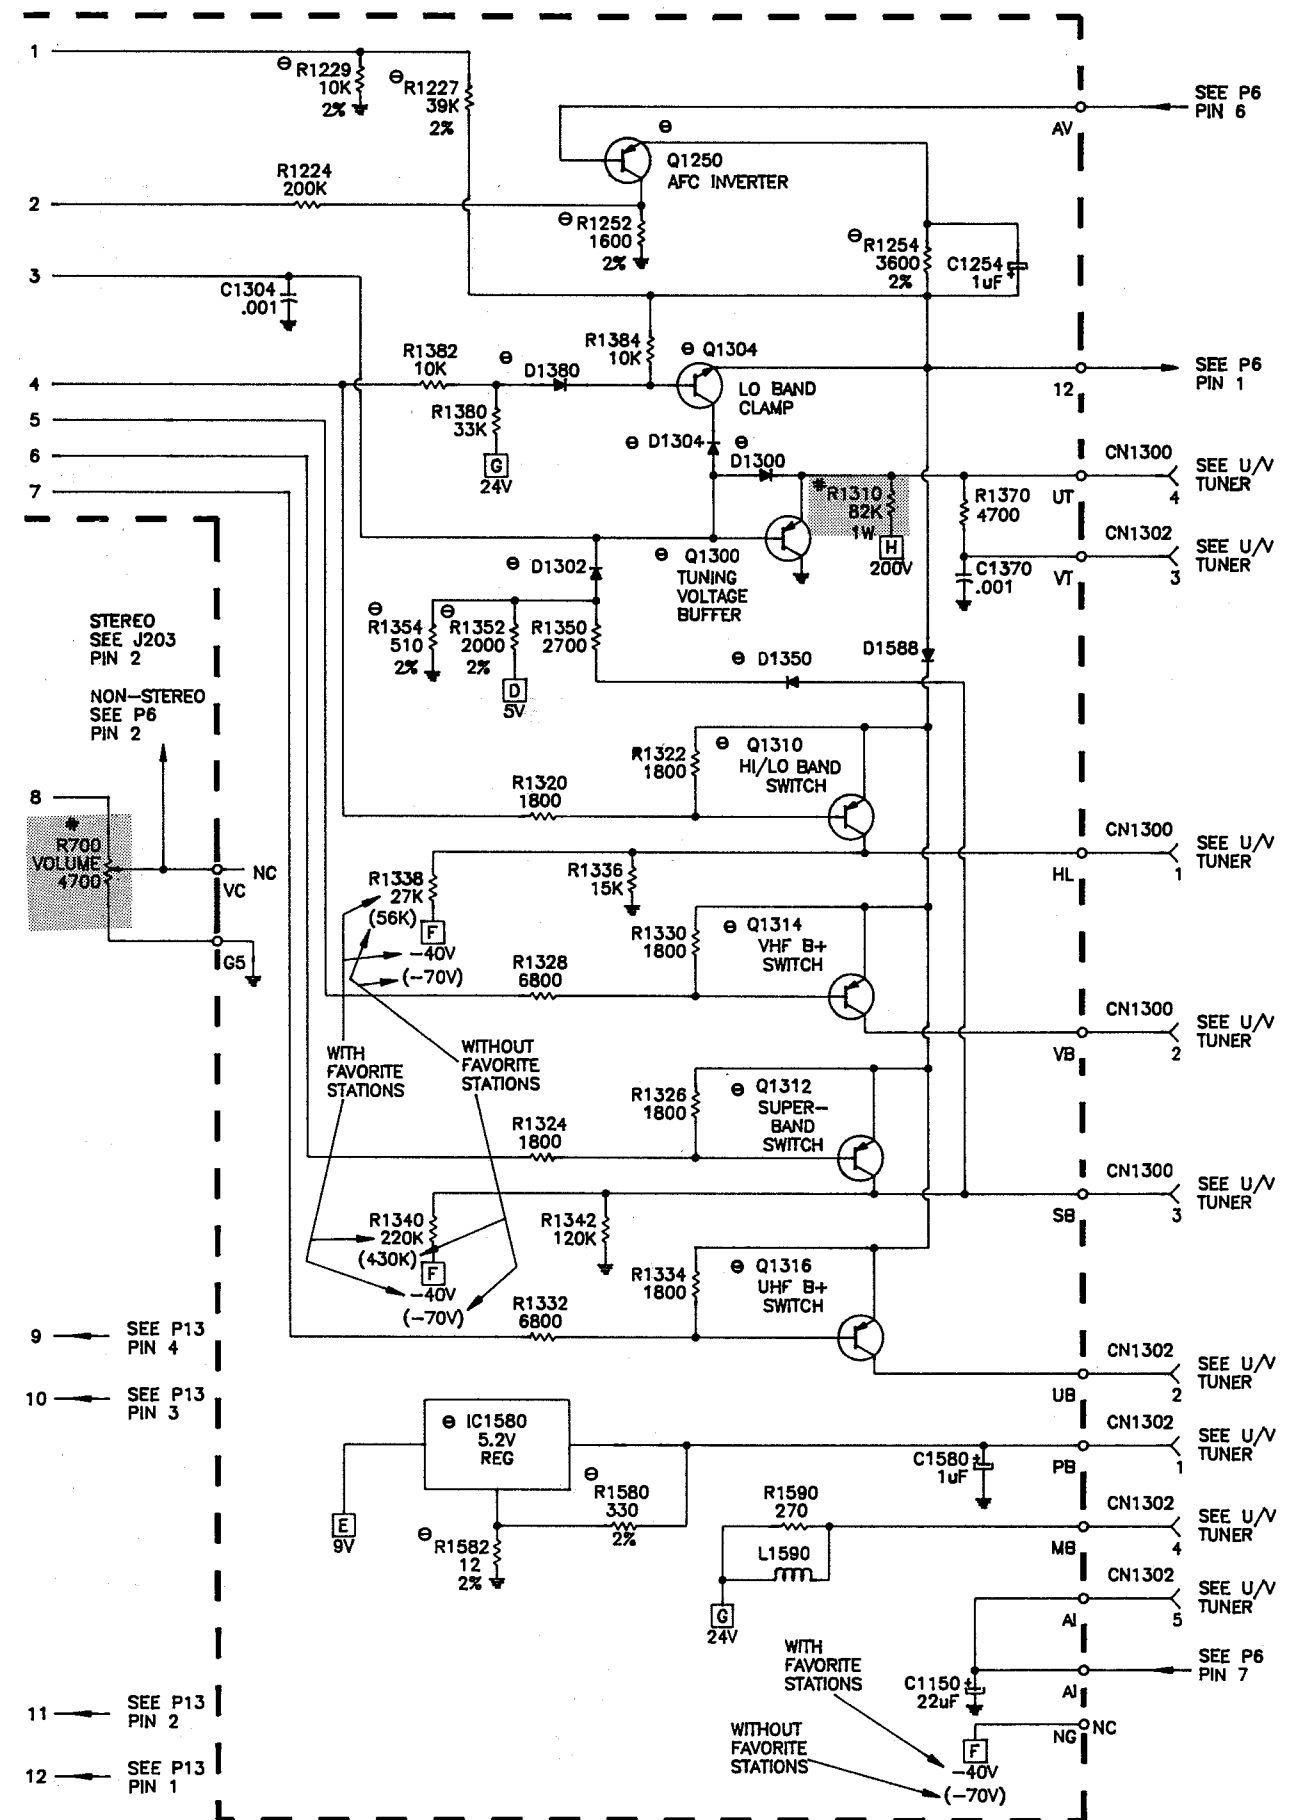 1
⊖ R1229
10K
2%
⊖ R1227
39K
2%
SEE P6
PIN 6
AV
⊖
Q1250
AFC INVERTER
R1224
200K
2
⊖ R1252
1600
2%
⊖ R1254
3600
2%
C1254
+
1uF
3
C1304
.001
R1382
10K
⊖
D1380
R1384
10K
⊖ Q1304
LO BAND
CLAMP
SEE P6
PIN 1
12
4
5
6
7
R1380
33K
G
24V
⊖ D1304
⊖
D1300
CN1300
SEE U/V
TUNER
UT
4
* R1310
82K
1W
H
200V
R1370
4700
CN1302
SEE U/V
TUNER
VT
3
C1370
.001
⊖ Q1300
TUNING
VOLTAGE
BUFFER
⊖ D1302
⊖
R1354
510
2%
⊖
R1352
2000
2%
R1350
2700
D
5V
⊖ D1350
D1588
STEREO
SEE J203
PIN 2
NON-STEREO
SEE P6
PIN 2
R1322
1800
⊖ Q1310
HI/LO BAND
SWITCH
R1320
1800
8
*
R700
VOLUME
4700
VC
NC
G5
CN1300
SEE U/V
TUNER
HL
1
R1338
27K
(56K)
F
-40V
(-70V)
R1336
15K
R1330
1800
⊖ Q1314
VHF B+
SWITCH
R1328
6800
CN1300
SEE U/V
TUNER
VB
2
WITH
FAVORITE
STATIONS
WITHOUT
FAVORITE
STATIONS
R1326
1800
⊖ Q1312
SUPER-
BAND
SWITCH
R1324
1800
CN1300
SEE U/V
TUNER
SB
3
R1340
220K
(430K)
F
-40V
(-70V)
R1342
120K
R1334
1800
⊖ Q1316
UHF B+
SWITCH
R1332
6800
9
SEE P13
PIN 4
CN1302
SEE U/V
TUNER
UB
2
10
SEE P13
PIN 3
⊖ IC1580
5.2V
REG
CN1302
SEE U/V
TUNER
PB
1
C1580
+
1uF
E
9V
⊖
R1580
330
2%
⊖ R1582
12
2%
R1590
270
L1590
G
24V
CN1302
SEE U/V
TUNER
MB
4
CN1302
SEE U/V
TUNER
AI
5
SEE P6
PIN 7
AI
C1150
+
22uF
WITH
FAVORITE
STATIONS
WITHOUT
FAVORITE
STATIONS
NG
NC
F
-40V
(-70V)
11
SEE P13
PIN 2
12
SEE P13
PIN 1